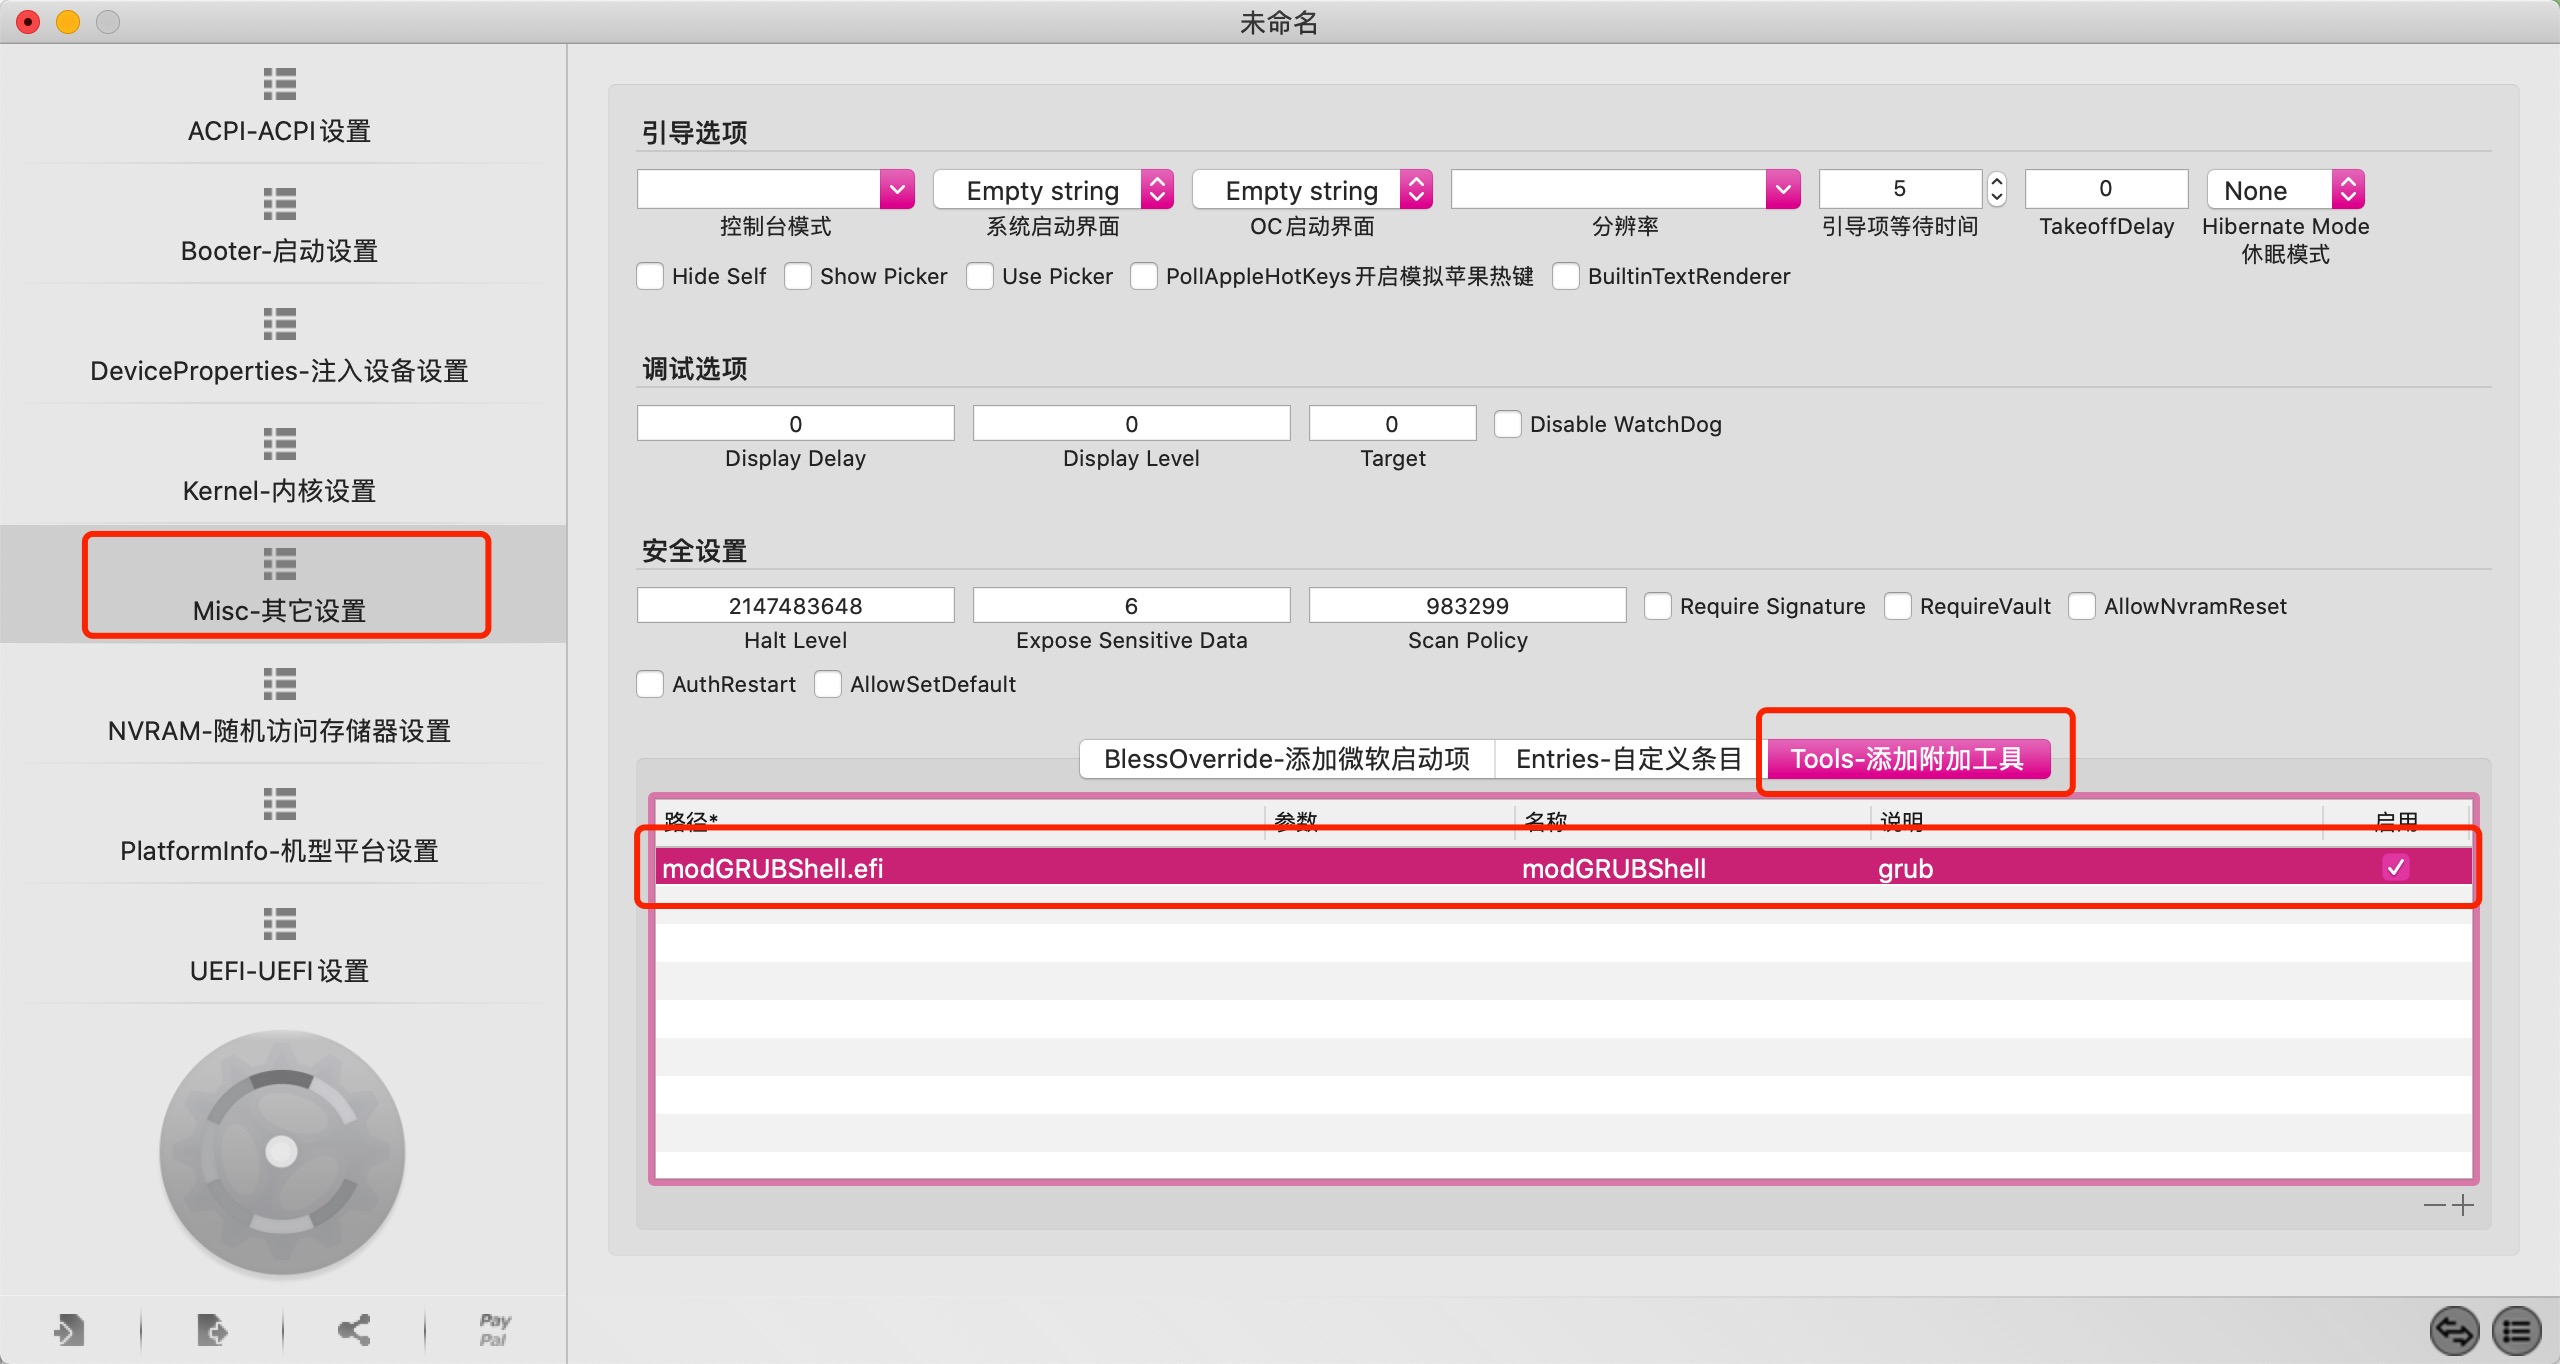 未命名
ACPI-ACPI设置
Booter-启动设置
DeviceProperties-注入设备设置
Kernel-内核设置
Misc-其它设置
NVRAM-随机访问存储器设置
PlatformInfo-机型平台设置
UEFI-UEFI设置
Pay
Pal
引导选项
Empty string Empty string 5 0 None
控制台模式 系统启动界面 OC启动界面 分辨率 引导项等待时间 TakeoffDelay Hibernate Mode
休眠模式
Hide Self Show Picker Use Picker PollAppleHotKeys开启模拟苹果热键 BuiltinTextRenderer
调试选项
0 0 0 Disable WatchDog
Display Delay Display Level Target
安全设置
2147483648 6 983299 Require Signature RequireVault AllowNvramReset
Halt Level Expose Sensitive Data Scan Policy
AuthRestart AllowSetDefault
BlessOverride-添加微软启动项 Entries-自定义条目 Tools-添加附加工具
路径* 参数 名称 说明 启用
modGRUBShell.efi modGRUBShell grub